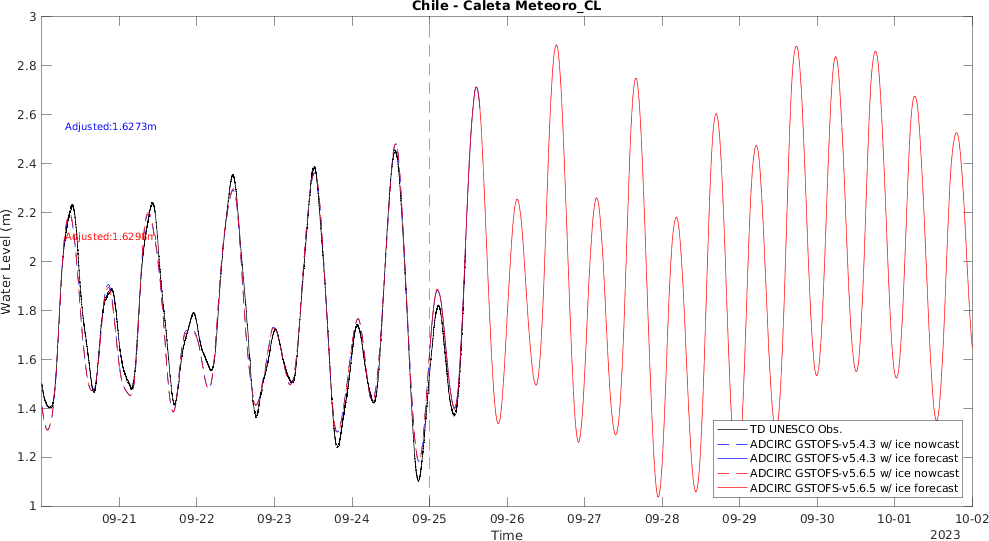 Chile - Caleta Meteoro_CL
3
2.8
2.6
2.4
2.2
2
1.8
1.6
1.4
1.2
1
Water Level (m)
Adjusted:1.6273m
Adjusted:1.6298m
TD UNESCO Obs.
ADCIRC GSTOFS-v5.4.3 w/ ice nowcast
ADCIRC GSTOFS-v5.4.3 w/ ice forecast
ADCIRC GSTOFS-v5.6.5 w/ ice nowcast
ADCIRC GSTOFS-v5.6.5 w/ ice forecast
09-21 09-22 09-23 09-24 09-25 09-26 09-27 09-28 09-29 09-30 10-01 10-02
Time
2023